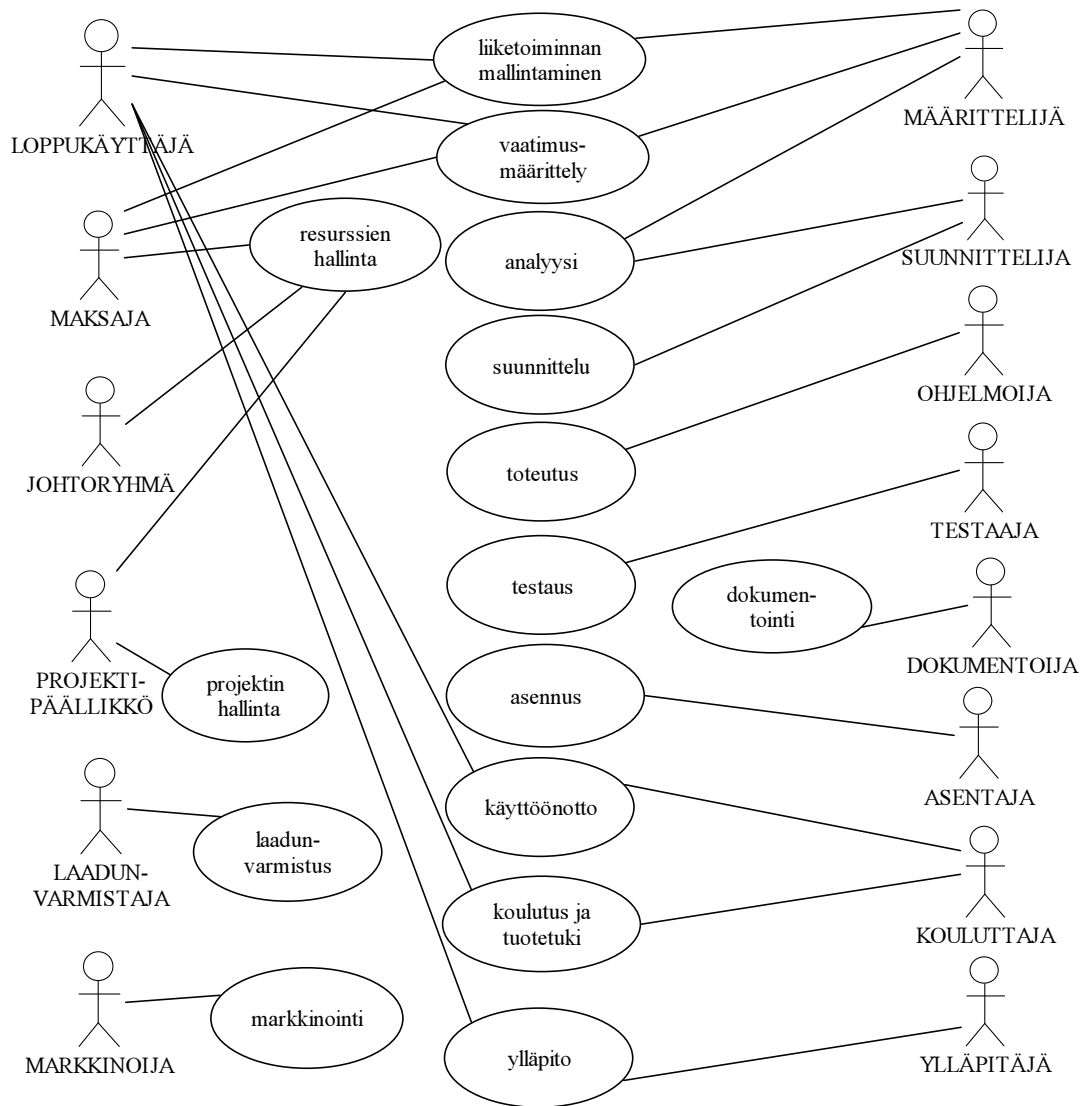 liiketoiminnan
mallintaminen
LOPPUKÄYTTÄJÄ
MÄÄRITTELIJÄ
vaatimus-
määrittely
resurssien
hallinta
analyysi
SUUNNITTELIJA
MAKSAJA
suunnittelu
OHJELMOIJA
JOHTORYHMÄ
toteutus
TESTAAJA
testaus
dokumen-
tointi
DOKUMENTOIJA
PROJEKTI-
PÄÄLLIKKÖ
projektin
hallinta
asennus
ASENTAJA
käyttöönotto
laadun-
varmistus
LAADUN-
VARMISTAJA
koulutus ja
tuotetuki
KOULUTTAJA
markkinointi
MARKKINOIJA
ylläpito
YLLÄPITÄJÄ